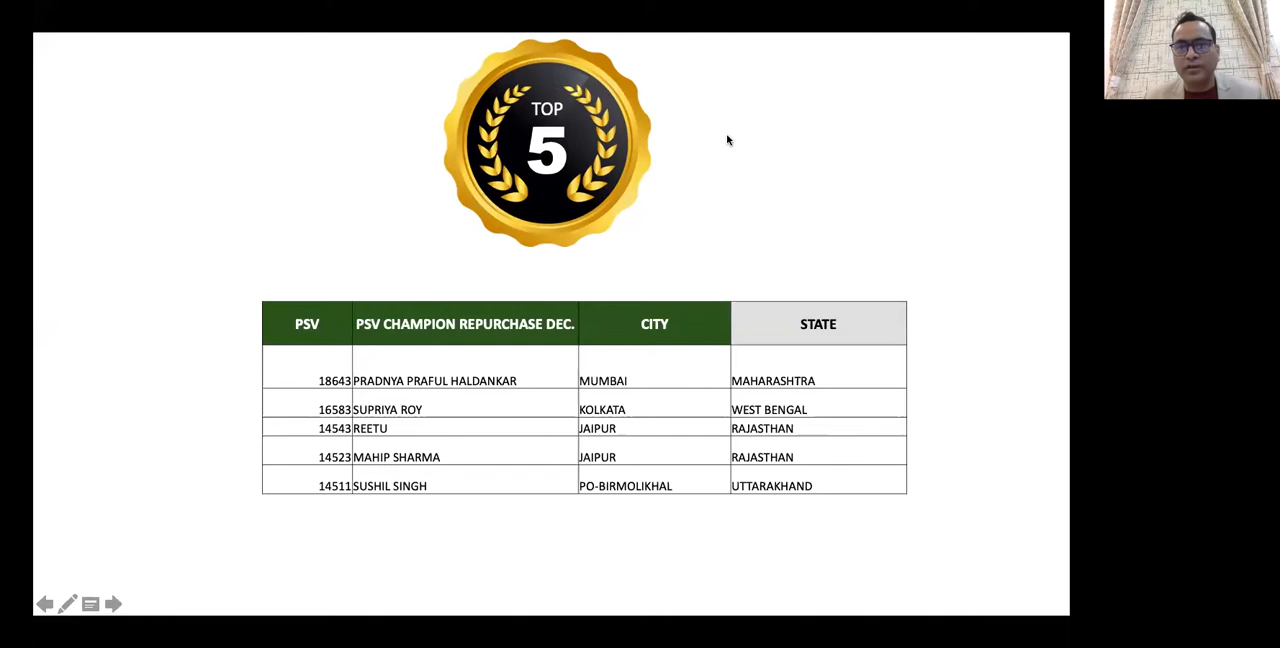 TOP
5
PSV PSV CHAMPION REPURCHASE DEC. CITY STATE
18643 PRADNYA PRAFUL HALDANKAR MUMBAI MAHARASHTRA
16583 SUPRIYA ROY KOLKATA WEST BENGAL
14543 REETU JAIPUR RAJASTHAN
14523 MAHIP SHARMA JAIPUR RAJASTHAN
14511 SUSHIL SINGH PO-BIRMOLIKHAL UTTARAKHAND